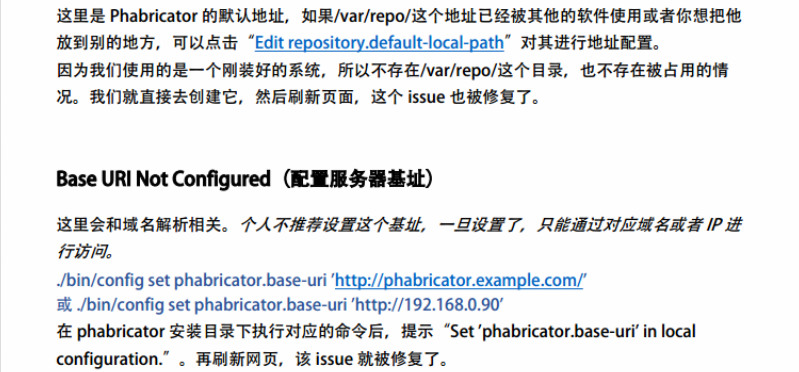 这里是 Phabricator 的默认地址，如果/var/repo/这个地址已经被其他的软件使用或者你想把他
放到别的地方，可以点击“Edit repository.default-local-path”对其进行地址配置。
因为我们使用的是一个刚装好的系统，所以不存在/var/repo/这个目录，也不存在被占用的情
况。我们就直接去创建它，然后刷新页面，这个 issue 也被修复了。
Base URI Not Configured（配置服务器基址）
这里会和域名解析相关。个人不推荐设置这个基址，一旦设置了，只能通过对应域名或者 IP 进
行访问。
./bin/config set phabricator.base-uri ’http://phabricator.example.com/’
或 ./bin/config set phabricator.base-uri ’http://192.168.0.90’
在 phabricator 安装目录下执行对应的命令后，提示“Set ’phabricator.base-uri’ in local
configuration.”。再刷新网页，该 issue 就被修复了。